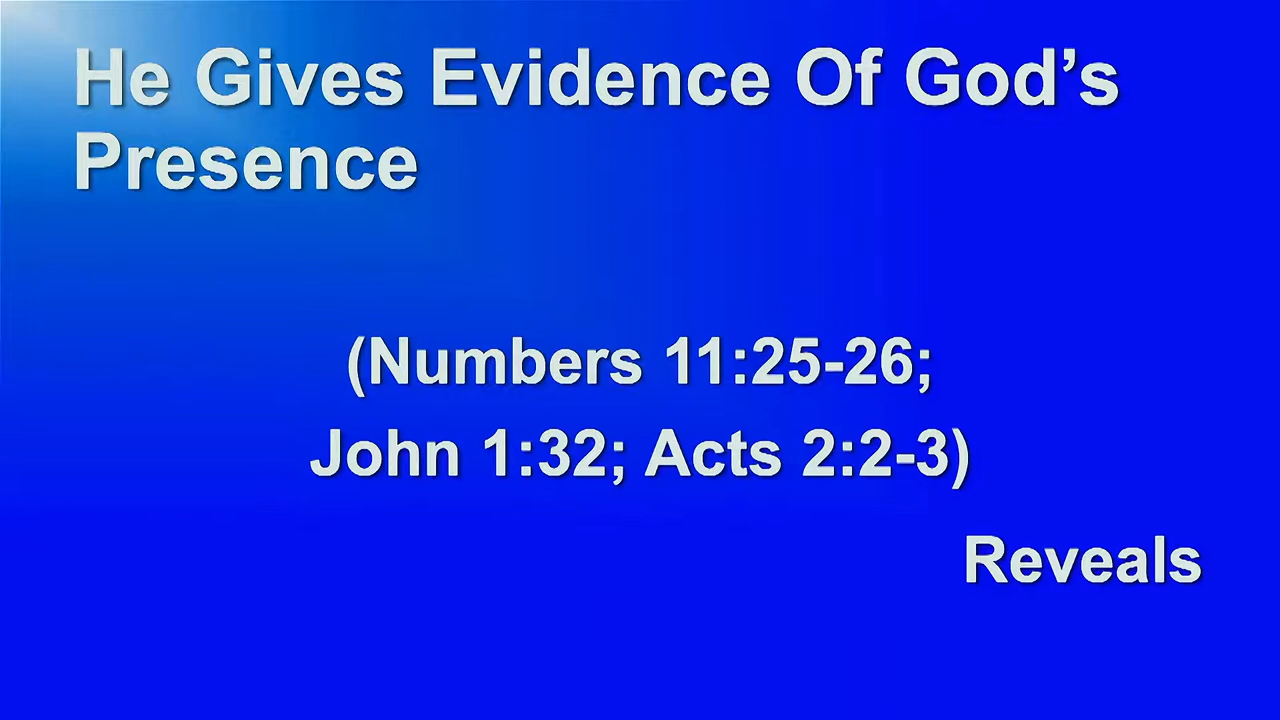 He Gives Evidence Of God’s
Presence
(Numbers 11:25-26;
John 1:32; Acts 2:2-3)
Reveals